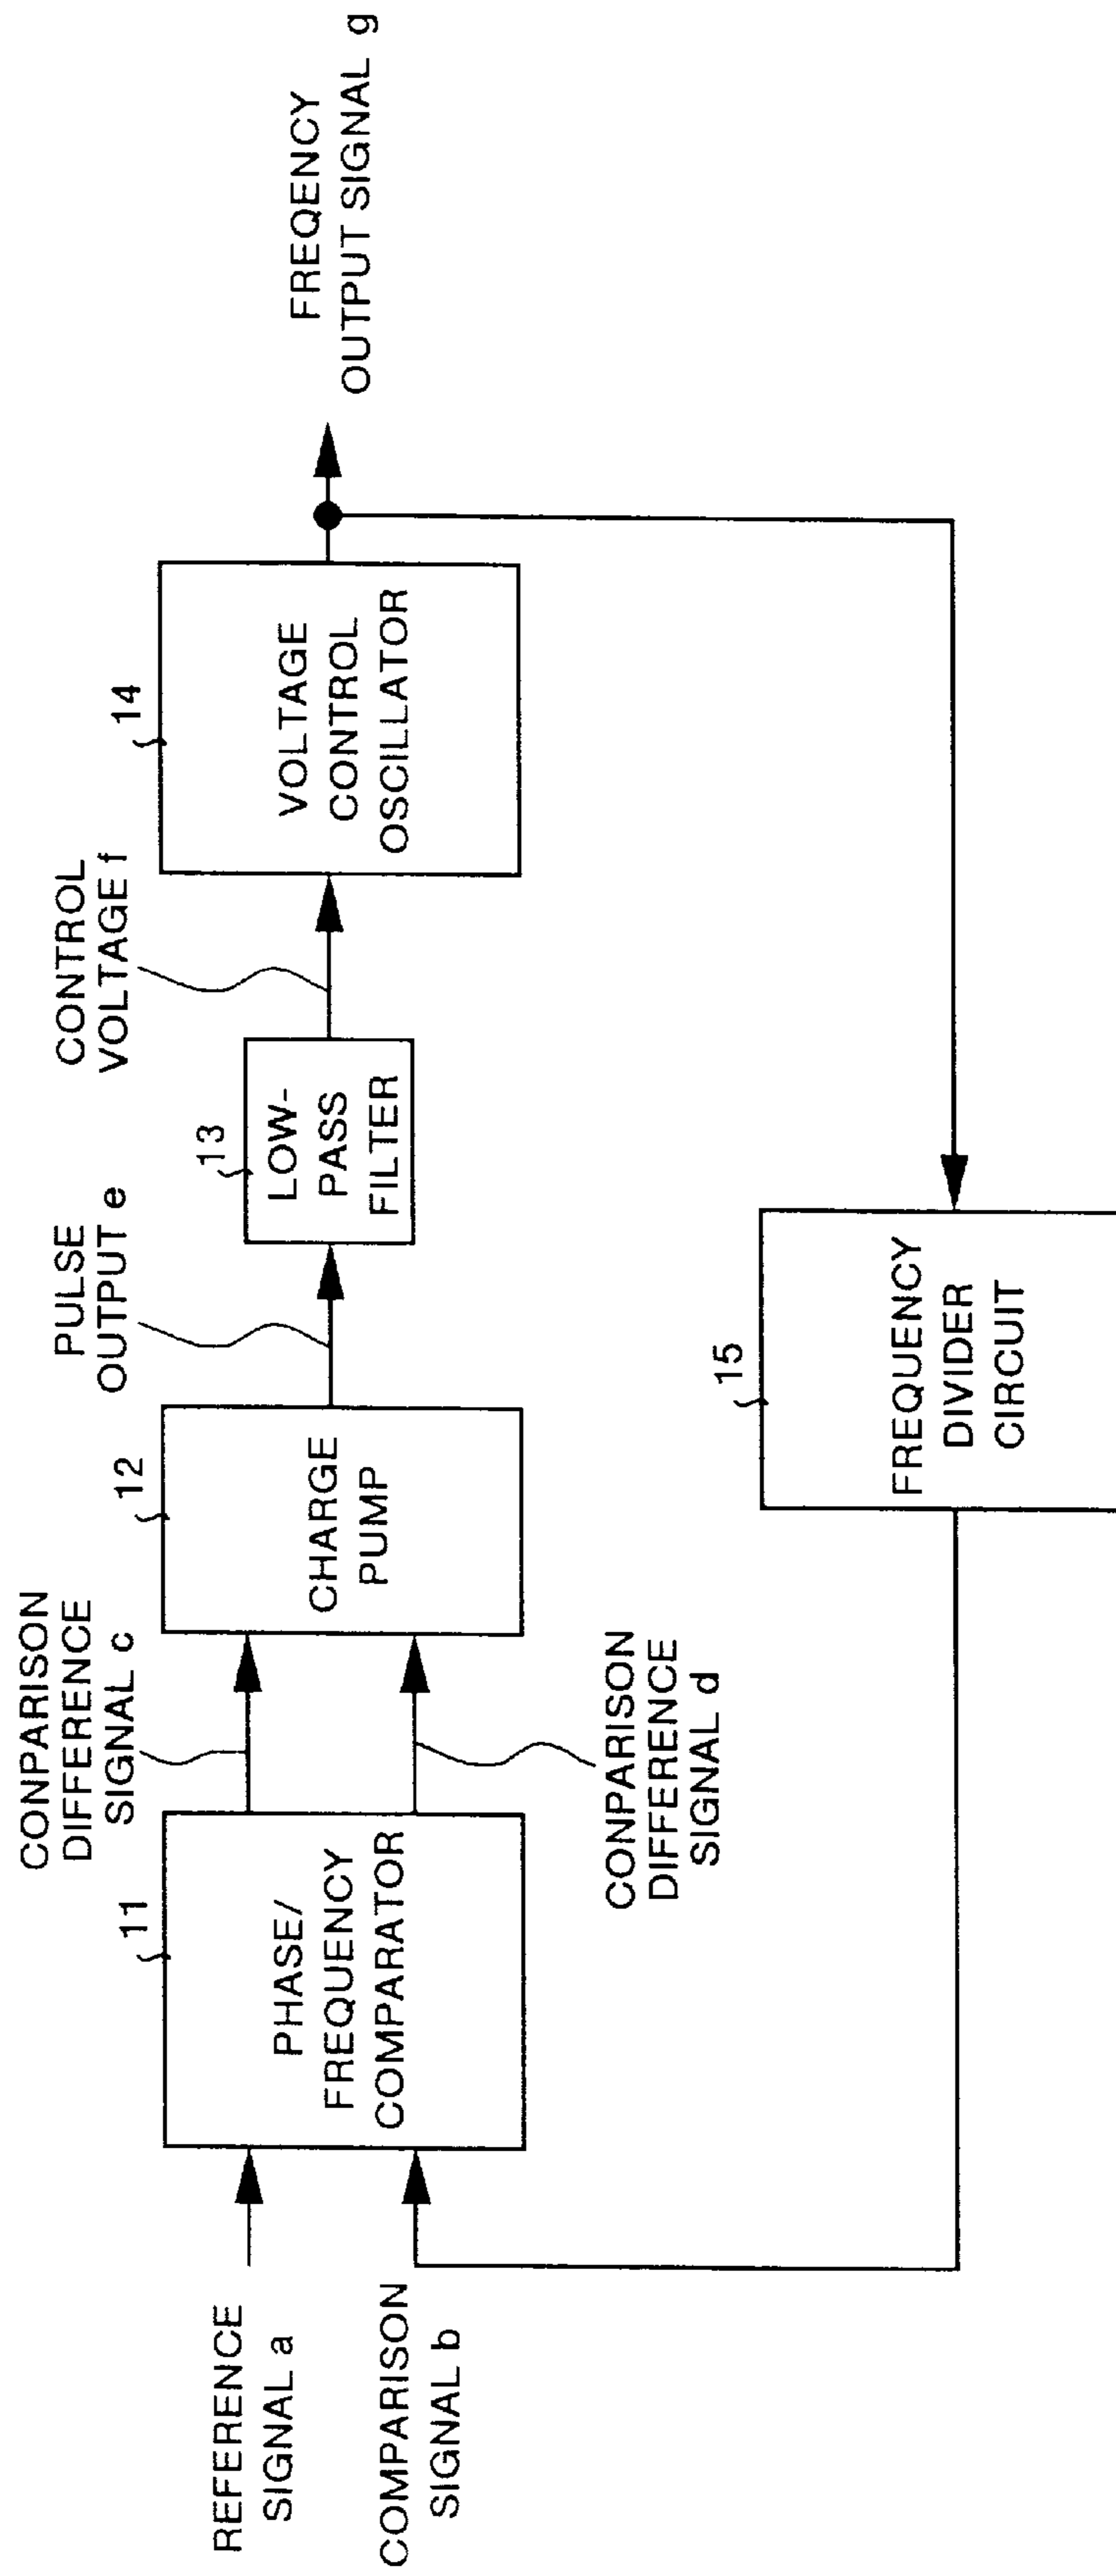 REFERENCE
SIGNAL a
COMPARISON
SIGNAL b
11
PHASE/
FREQUENCY
COMPARATOR
CONPARISON
DIFFERENCE
SIGNAL c
CONPARISON
DIFFERENCE
SIGNAL d
12
CHARGE
PUMP
PULSE
OUTPUT e
13
LOW-
PASS
FILTER
CONTROL
VOLTAGE f
14
VOLTAGE
CONTROL
OSCILLATOR
FREQENCY
OUTPUT SIGNAL g
15
FREQUENCY
DIVIDER
CIRCUIT